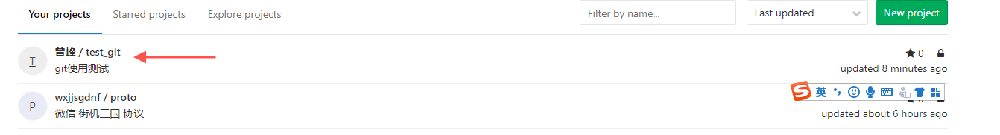 Your projects Starred projects Explore projects Filter by name... Last updated New project
T 曾峰 / test_git 0
git使用测试 updated 8 minutes ago
S 英
P wxjjsgdnf / proto
微信 街机三国 协议 updated about 6 hours ago